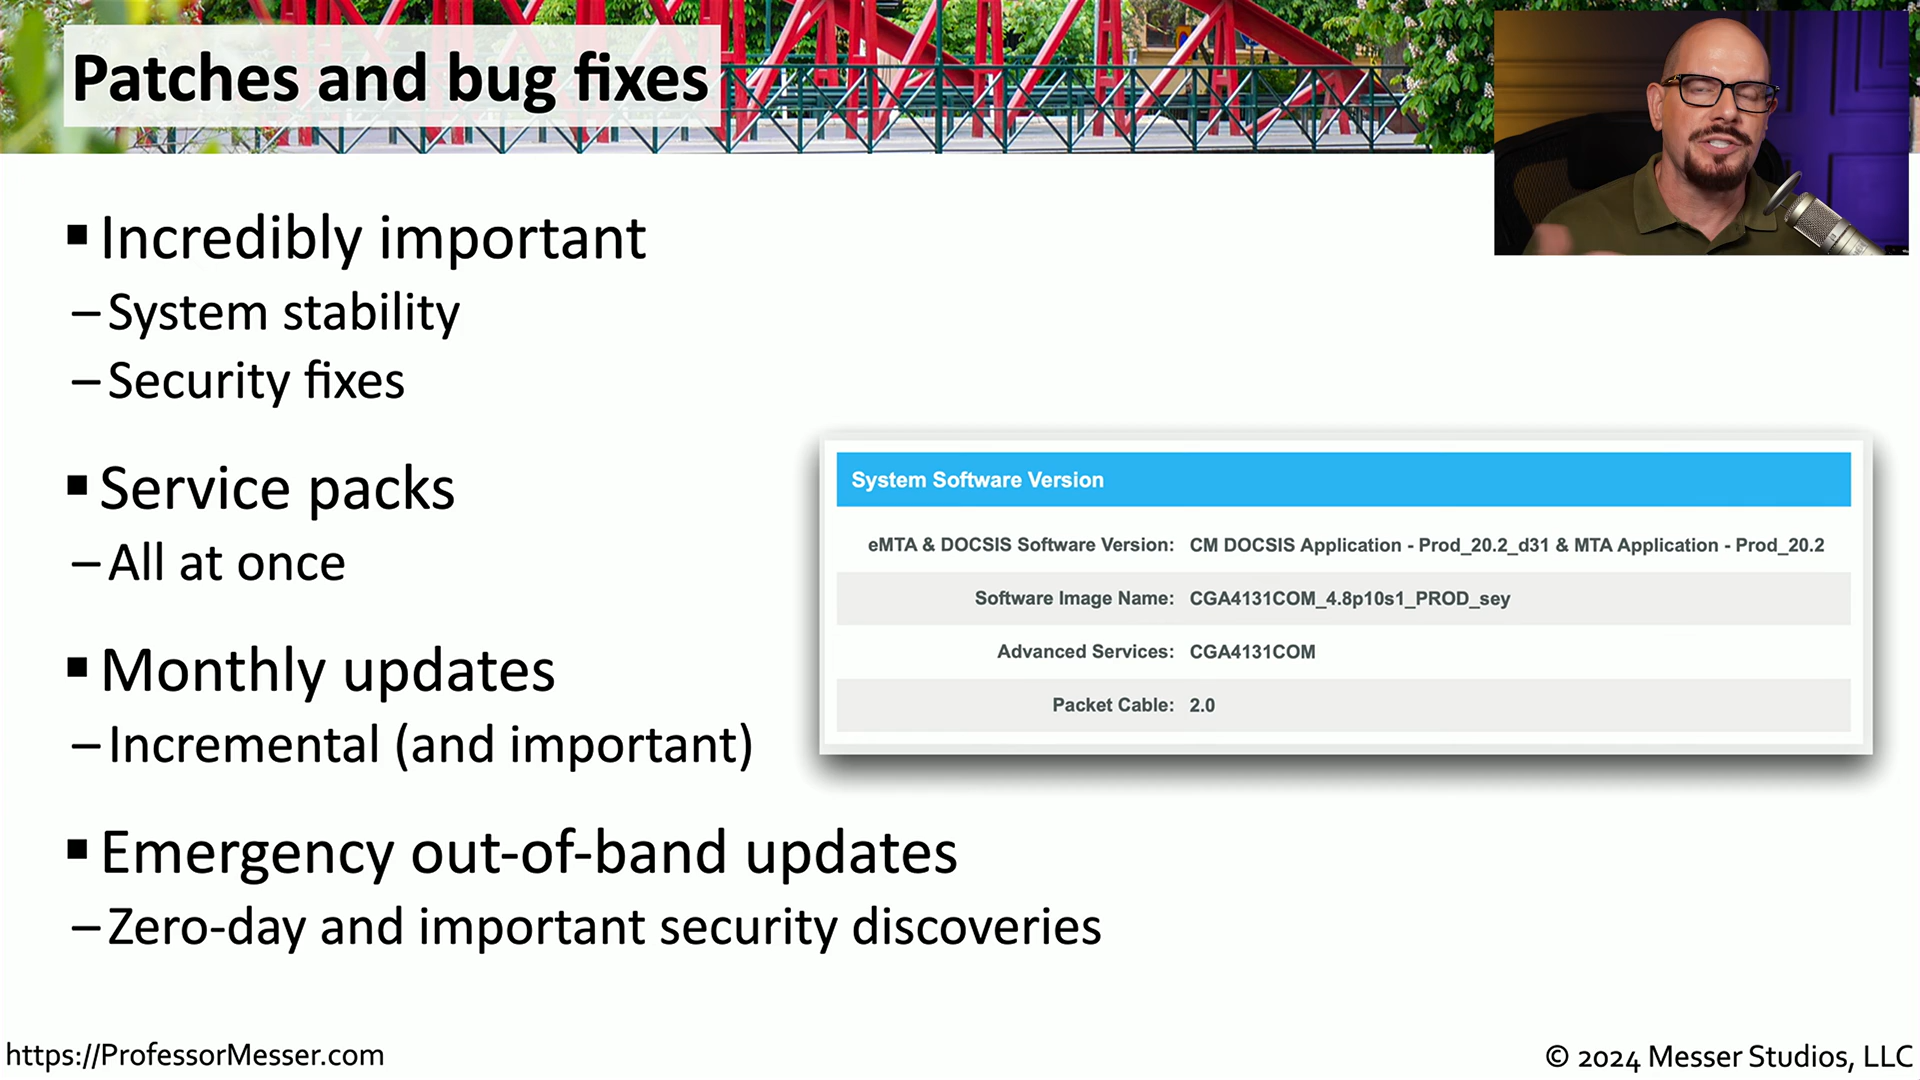 Patches and bug fixes
▪ Incredibly important
– System stability
– Security fixes
▪ Service packs
– All at once
▪ Monthly updates
– Incremental (and important)
▪ Emergency out-of-band updates
– Zero-day and important security discoveries
System Software Version
eMTA & DOCSIS Software Version: CM DOCSIS Application - Prod_20.2_d31 & MTA Application - Prod_20.2
Software Image Name: CGA4131COM_4.8p10s1_PROD_sey
Advanced Services: CGA4131COM
Packet Cable: 2.0
https://ProfessorMesser.com
© 2024 Messer Studios, LLC